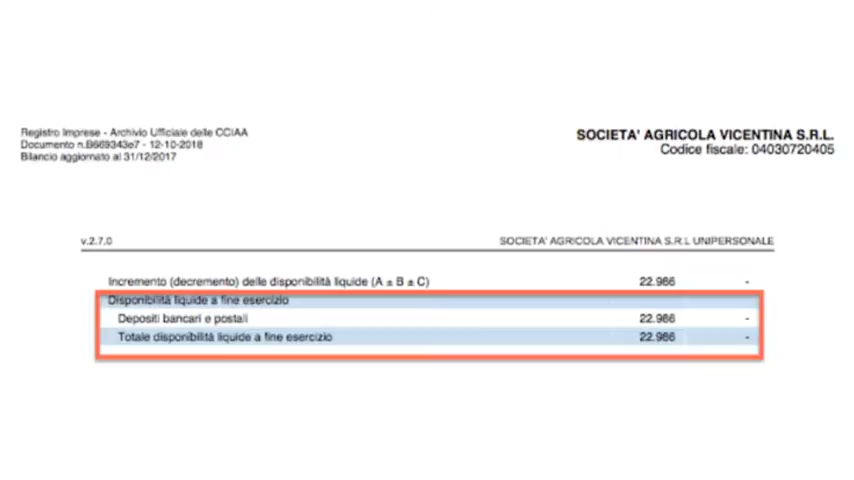 Registro Imprese - Archivio Ufficiale delle CCIAA
Documento n.B669343e7 - 12-10-2018
Bilancio aggiornato al 31/12/2017
SOCIETA' AGRICOLA VICENTINA S.R.L.
Codice fiscale: 04030720405
v.2.7.0 SOCIETA' AGRICOLA VICENTINA S.R.L UNIPERSONALE
Incremento (decremento) delle disponibilità liquide (A ± B ± C) 22.986 -
Disponibilità liquide a fine esercizio
Depositi bancari e postali 22.986 -
Totale disponibilità liquide a fine esercizio 22.986 -